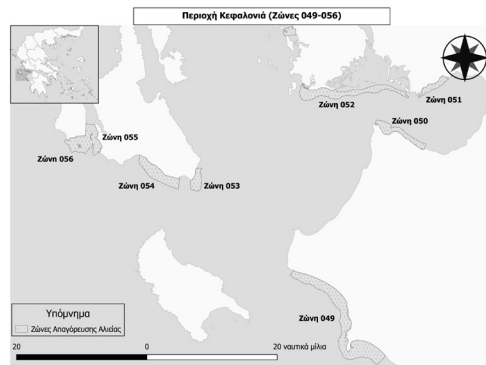 Περιοχή Κεφαλονιά (Ζώνες 049-056)
Ζώνη 052
Ζώνη 051
Ζώνη 050
Ζώνη 055
Ζώνη 056
Ζώνη 054
Ζώνη 053
Ζώνη 049
Υπόμνημα
Ζώνες Απαγόρευσης Αλιείας
20 0 20 ναυτικά μίλια